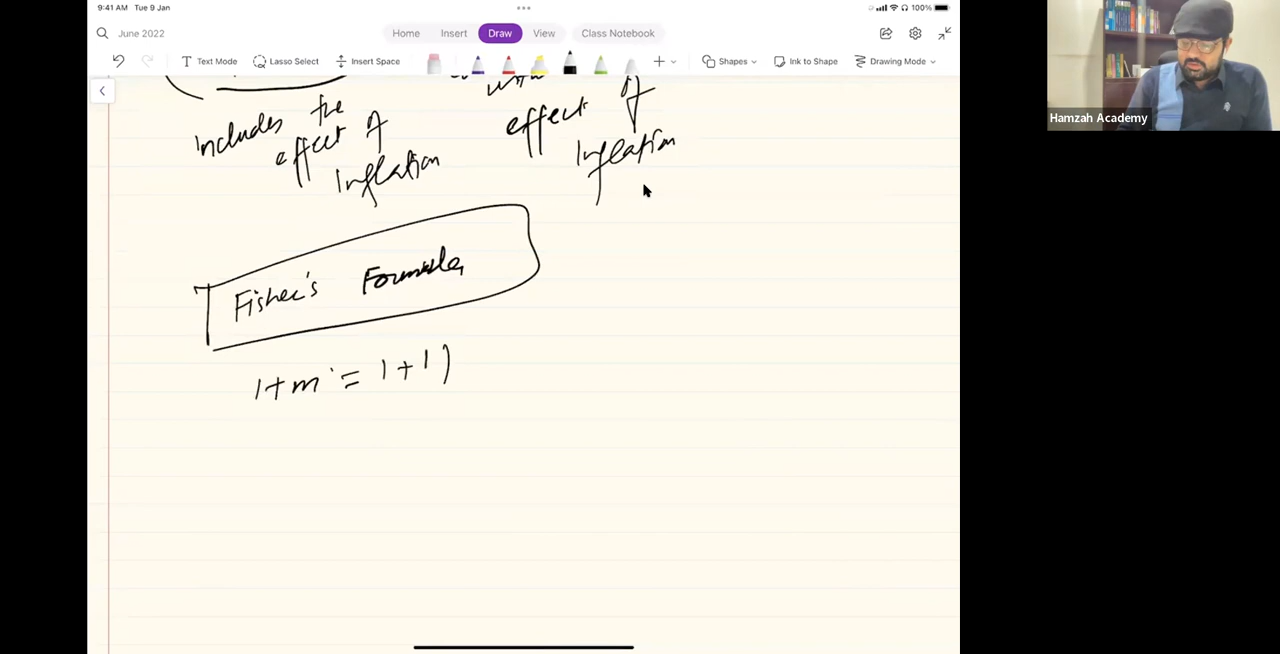 9:41 AM Tue 9 Jan
100%
June 2022
Home Insert Draw View Class Notebook
Text Mode Lasso Select Insert Space Shapes Ink to Shape Drawing Mode
Includes the
effect of
Inflation
effect of
Inflation
Fisher's Formula
1+m = 1+1)
Hamzah Academy